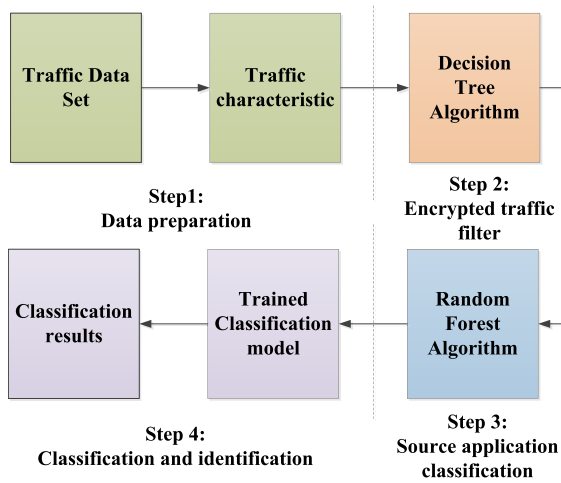 Traffic Data
Set
Traffic
characteristic
Decision
Tree
Algorithm
Step1:
Data preparation
Step 2:
Encrypted traffic
filter
Classification
results
Trained
Classification
model
Random
Forest
Algorithm
Step 4:
Classification and identification
Step 3:
Source application
classification